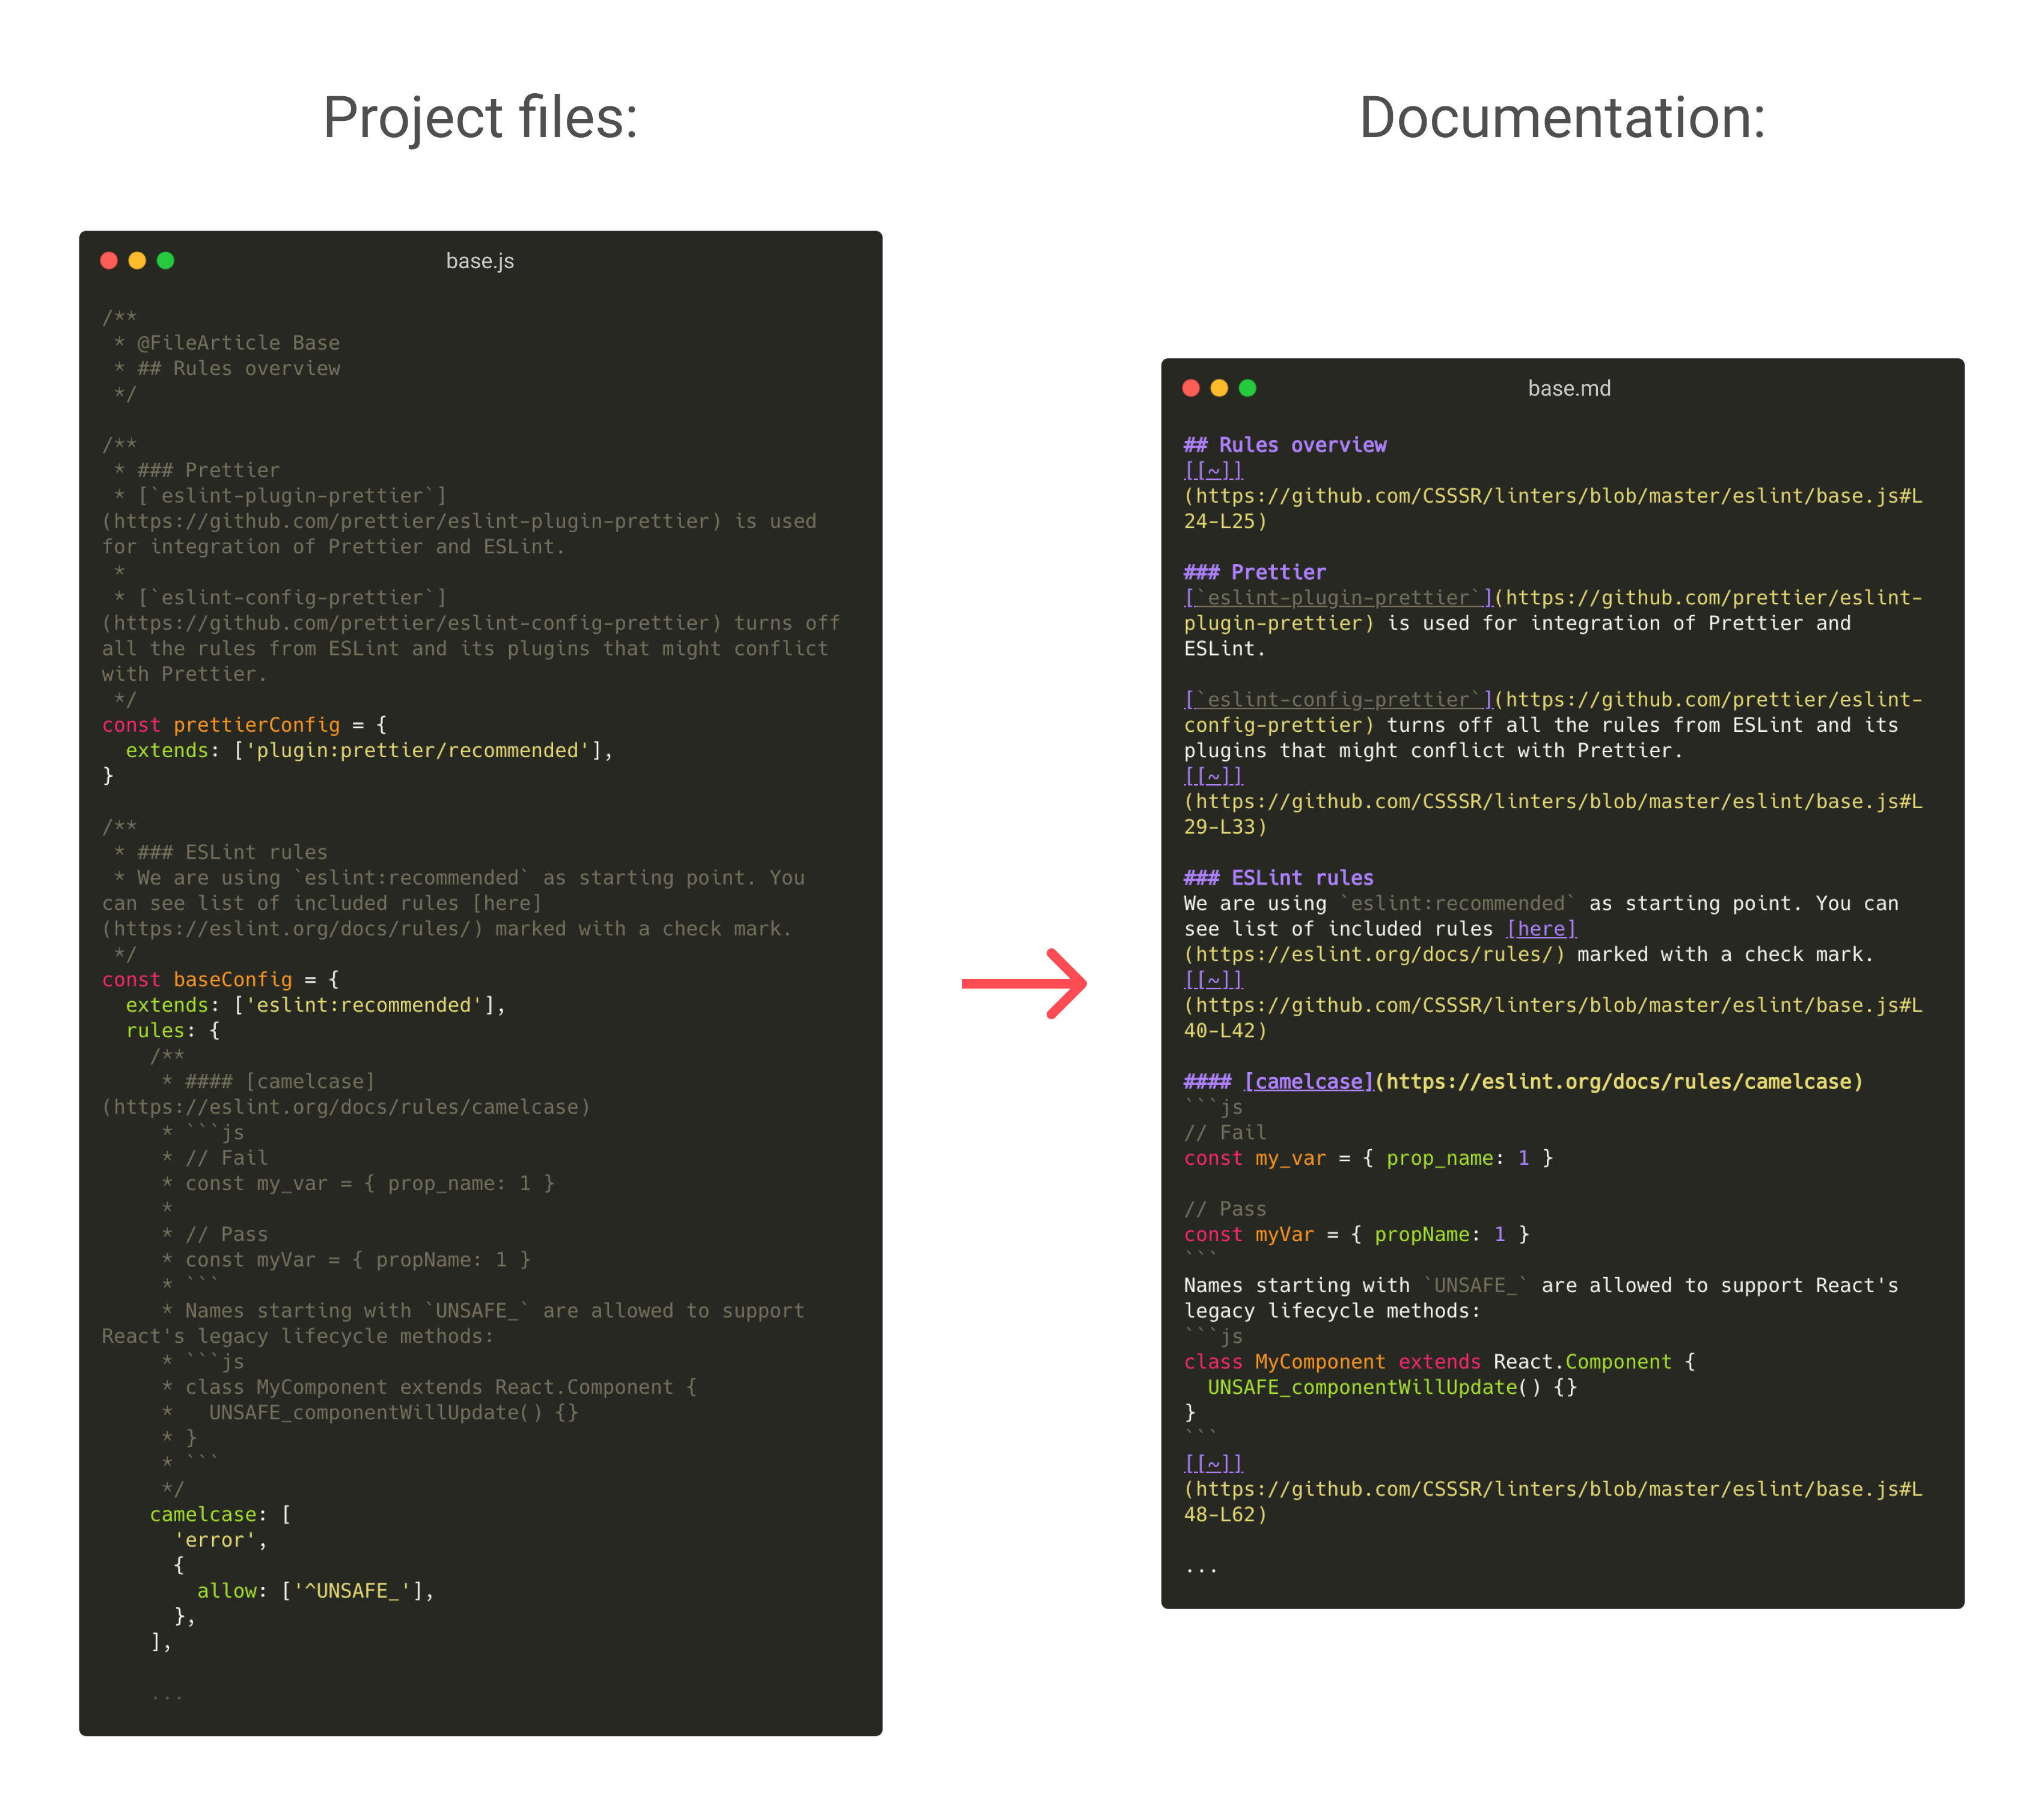 Project files:
base.js
/**
 * @FileArticle Base
 * ## Rules overview
 */

/**
 * ### Prettier
 * [`eslint-plugin-prettier`]
(https://github.com/prettier/eslint-plugin-prettier) is used
for integration of Prettier and ESLint.
 *
 * [`eslint-config-prettier`]
(https://github.com/prettier/eslint-config-prettier) turns off
all the rules from ESLint and its plugins that might conflict
with Prettier.
 */
const prettierConfig = {
  extends: ['plugin:prettier/recommended'],
}

/**
 * ### ESLint rules
 * We are using `eslint:recommended` as starting point. You
can see list of included rules [here]
(https://eslint.org/docs/rules/) marked with a check mark.
 */
const baseConfig = {
  extends: ['eslint:recommended'],
  rules: {
    /**
     * #### [camelcase]
(https://eslint.org/docs/rules/camelcase)
     * ```js
     * // Fail
     * const my_var = { prop_name: 1 }
     *
     * // Pass
     * const myVar = { propName: 1 }
     * ```
     * Names starting with `UNSAFE_` are allowed to support
React's legacy lifecycle methods:
     * ```js
     * class MyComponent extends React.Component {
     *   UNSAFE_componentWillUpdate() {}
     * }
     * ```
     */
    camelcase: [
      'error',
      {
        allow: ['^UNSAFE_'],
      },
    ],

    ...
Documentation:
base.md
## Rules overview
[[~]]
(https://github.com/CSSSR/linters/blob/master/eslint/base.js#L
24-L25)

### Prettier
[`eslint-plugin-prettier`](https://github.com/prettier/eslint-
plugin-prettier) is used for integration of Prettier and
ESLint.

[`eslint-config-prettier`](https://github.com/prettier/eslint-
config-prettier) turns off all the rules from ESLint and its
plugins that might conflict with Prettier.
[[~]]
(https://github.com/CSSSR/linters/blob/master/eslint/base.js#L
29-L33)

### ESLint rules
We are using `eslint:recommended` as starting point. You can
see list of included rules [here]
(https://eslint.org/docs/rules/) marked with a check mark.
[[~]]
(https://github.com/CSSSR/linters/blob/master/eslint/base.js#L
40-L42)

#### [camelcase](https://eslint.org/docs/rules/camelcase)
```js
// Fail
const my_var = { prop_name: 1 }

// Pass
const myVar = { propName: 1 }
```
Names starting with `UNSAFE_` are allowed to support React's
legacy lifecycle methods:
```js
class MyComponent extends React.Component {
  UNSAFE_componentWillUpdate() {}
}
```
[[~]]
(https://github.com/CSSSR/linters/blob/master/eslint/base.js#L
48-L62)

...